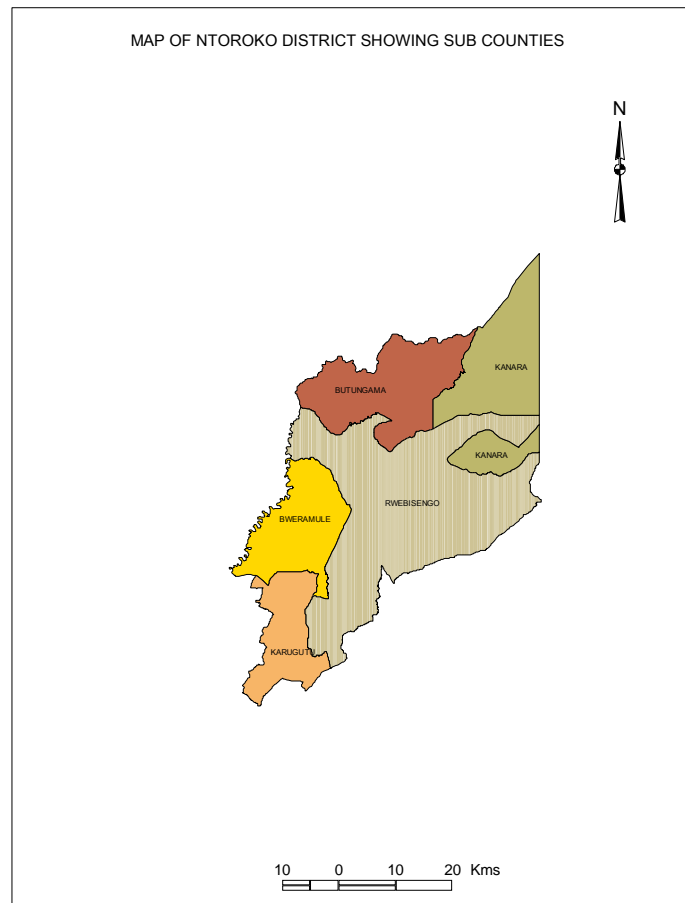 MAP OF NTOROKO DISTRICT SHOWING SUB COUNTIES
N
KANARA
BUTUNGAMA
KANARA
RWEBISENGO
BWERAMULE
KARUGUTU
10 0 10 20 Kms